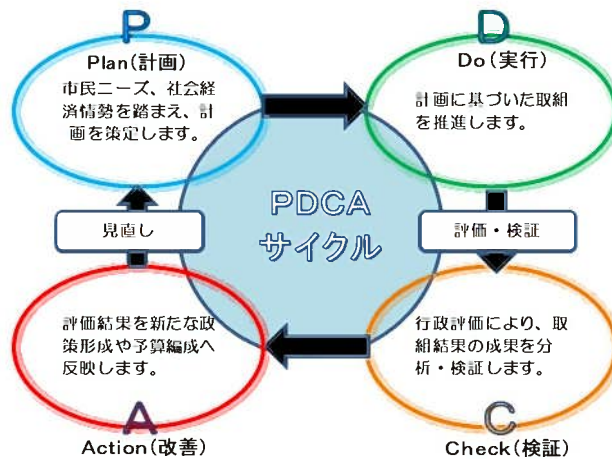 P
Plan(計画)
市民ニーズ、社会経
済情勢を踏まえ、計
画を策定します。
D
Do(実行)
計画に基づいた取組
を推進します。
PDCA
サイクル
見直し
評価・検証
評価結果を新たな政
策形成や予算編成へ
反映します。
A
Action(改善)
行政評価により、取
組結果の成果を分
析・検証します。
C
Check(検証)